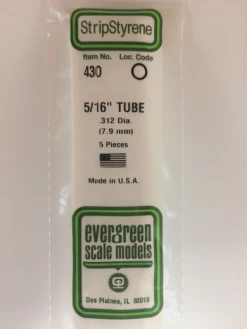 StripStyrene
Item No. Loc. Code
430 O
5/16" TUBE
.312 Dia.
(7.9 mm)
5 Pieces
Made in U.S.A.
evergreen
scale models
Des Plaines, IL 60018